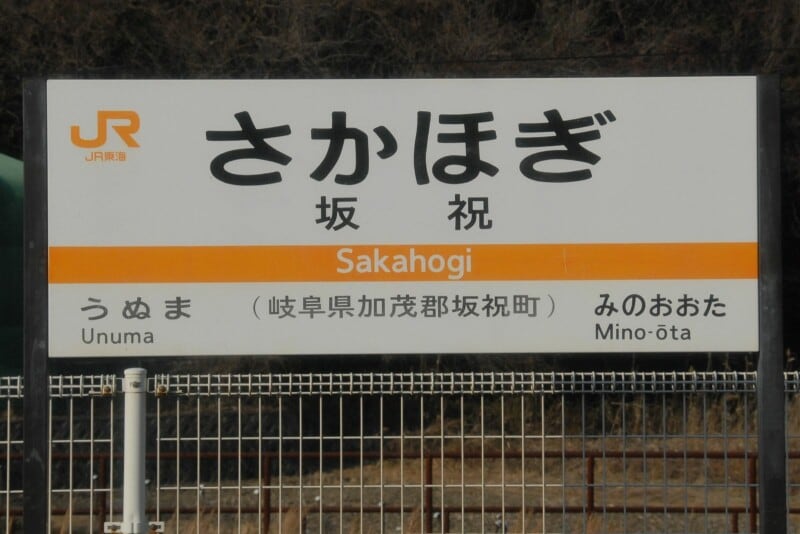 JR
JR東海
さかほぎ
坂 祝
Sakahogi
うぬま (岐阜県加茂郡坂祝町) みのおおた
Unuma Mino-ōta